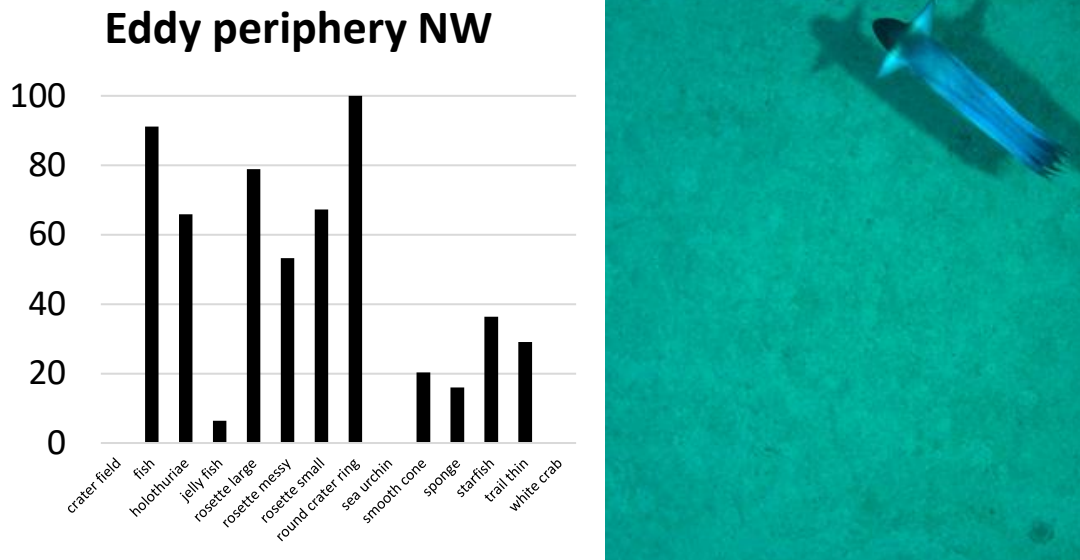 Eddy periphery NW
100
80
60
40
20
0
crater field
fish
holothuriae
jelly fish
rosette large
rosette messy
rosette small
round crater ring
sea urchin
smooth cone
sponge
starfish
trail thin
white crab